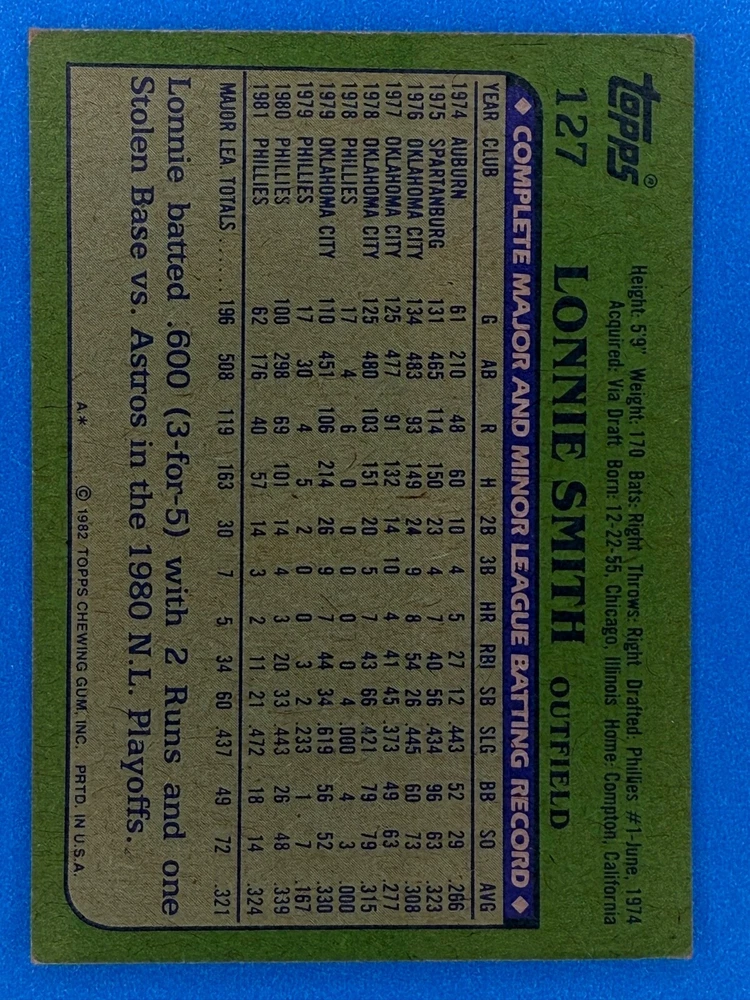 topps®
Height: 5'9" Weight: 170 Bats: Right Throws: Right Drafted: Phillies #1-June, 1974
Acquired: Via Draft Born: 12-22-55, Chicago, Illinois Home: Compton, California
127 LONNIE SMITH OUTFIELD
◆ COMPLETE MAJOR AND MINOR LEAGUE BATTING RECORD ◆
YEAR CLUB G AB R H 2B 3B HR RBI SB SLG BB SO AVG
1974 AUBURN 61 210 48 60 10 4 5 27 12 .443 52 29 .286
1975 SPARTANBURG 131 465 114 150 23 4 7 40 56 .434 96 63 .323
1976 OKLAHOMA CITY 134 483 93 149 24 9 8 54 26 .445 60 73 .308
1977 OKLAHOMA CITY 125 477 91 132 14 10 4 41 45 .373 49 63 .277
1978 OKLAHOMA CITY 125 480 103 151 20 5 7 43 66 .421 79 79 .315
1978 PHILLIES 17 4 6 0 0 0 0 0 4 .000 4 3 .000
1979 OKLAHOMA CITY 110 451 106 214 26 9 7 44 34 .619 56 52 .330
1979 PHILLIES 17 30 4 5 2 0 0 3 2 .233 1 7 .167
1980 PHILLIES 100 298 69 101 14 4 3 20 33 .443 26 48 .339
1981 PHILLIES 62 176 40 57 14 3 2 11 21 .472 18 14 .324
MAJOR LEA. TOTALS ...... 196 508 119 163 30 7 5 34 60 .437 49 72 .321
Lonnie batted .600 (3-for-5) with 2 Runs and one
Stolen Base vs. Astros in the 1980 N.L. Playoffs.
A.* © 1982 TOPPS CHEWING GUM, INC. PRTD. IN U.S.A.